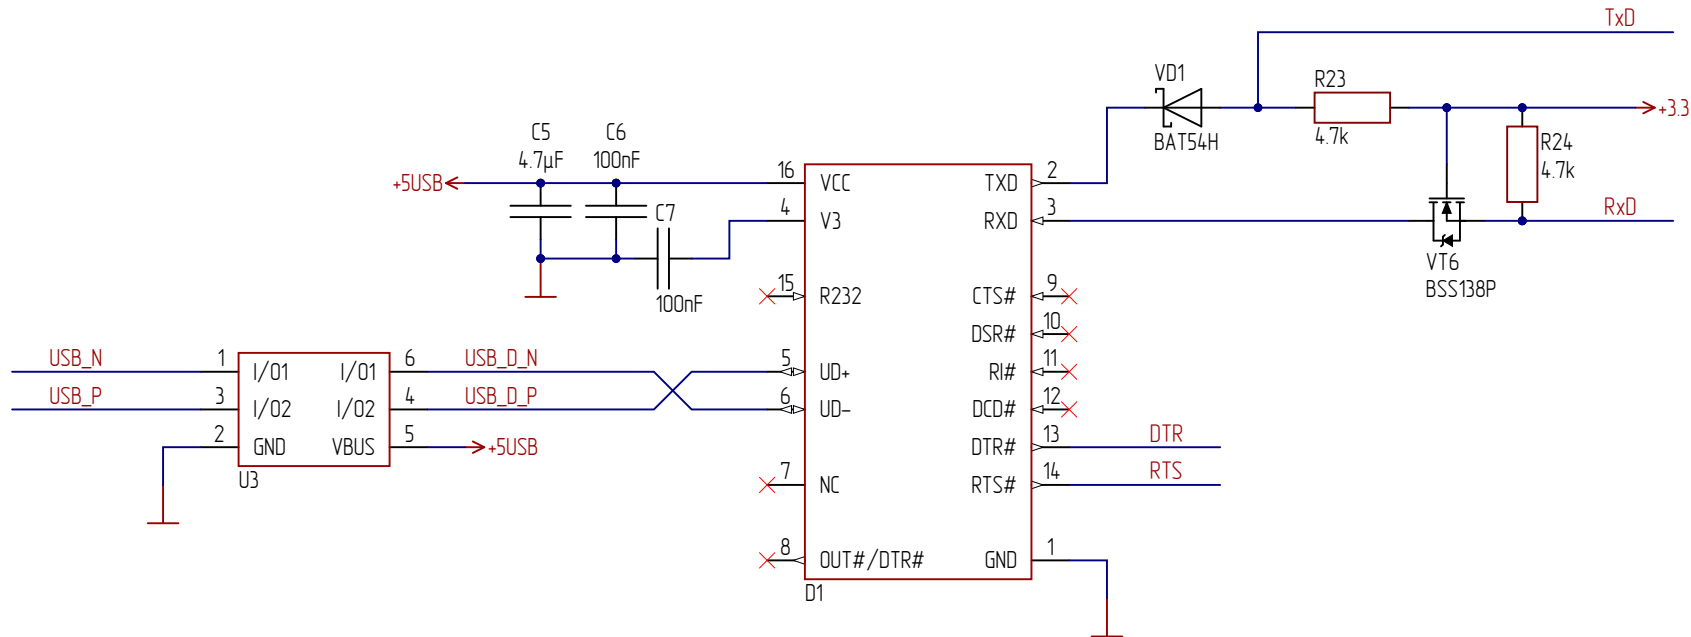 TxD
VD1
R23
+3.3
C5
C6
4.7µF
100nF
BAT54H
4.7k
R24
4.7k
+5USB
16
VCC
TXD
2
C7
4
V3
RXD
3
RxD
VT6
BSS138P
100nF
15
R232
CTS#
9
DSR#
10
USB_N
1
I/O1
I/O1
6
USB_D_N
5
UD+
RI#
11
USB_P
3
I/O2
I/O2
4
USB_D_P
6
UD-
DCD#
12
2
GND
VBUS
5
+5USB
DTR#
13
DTR
U3
7
NC
RTS#
14
RTS
8
OUT#/DTR#
GND
1
D1